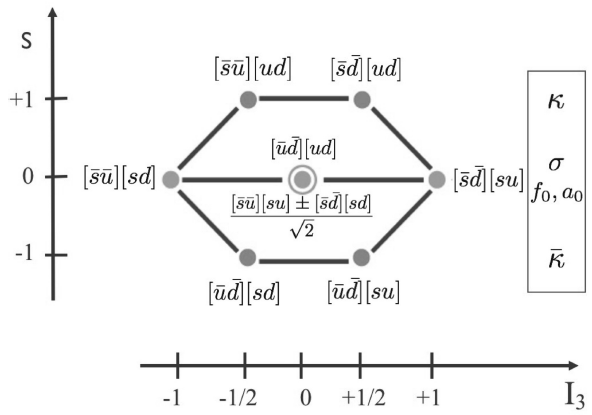 S
[s̄ū][ud] [s̄d̄][ud]
+1
κ
[ūd̄][ud]
0
[s̄ū][sd]
[s̄d̄][su]
σ
f₀, a₀
[s̄ū][su] ± [s̄d̄][sd]
√2
-1
κ̄
[ūd̄][sd] [ūd̄][su]
-1 -1/2 0 +1/2 +1
I₃